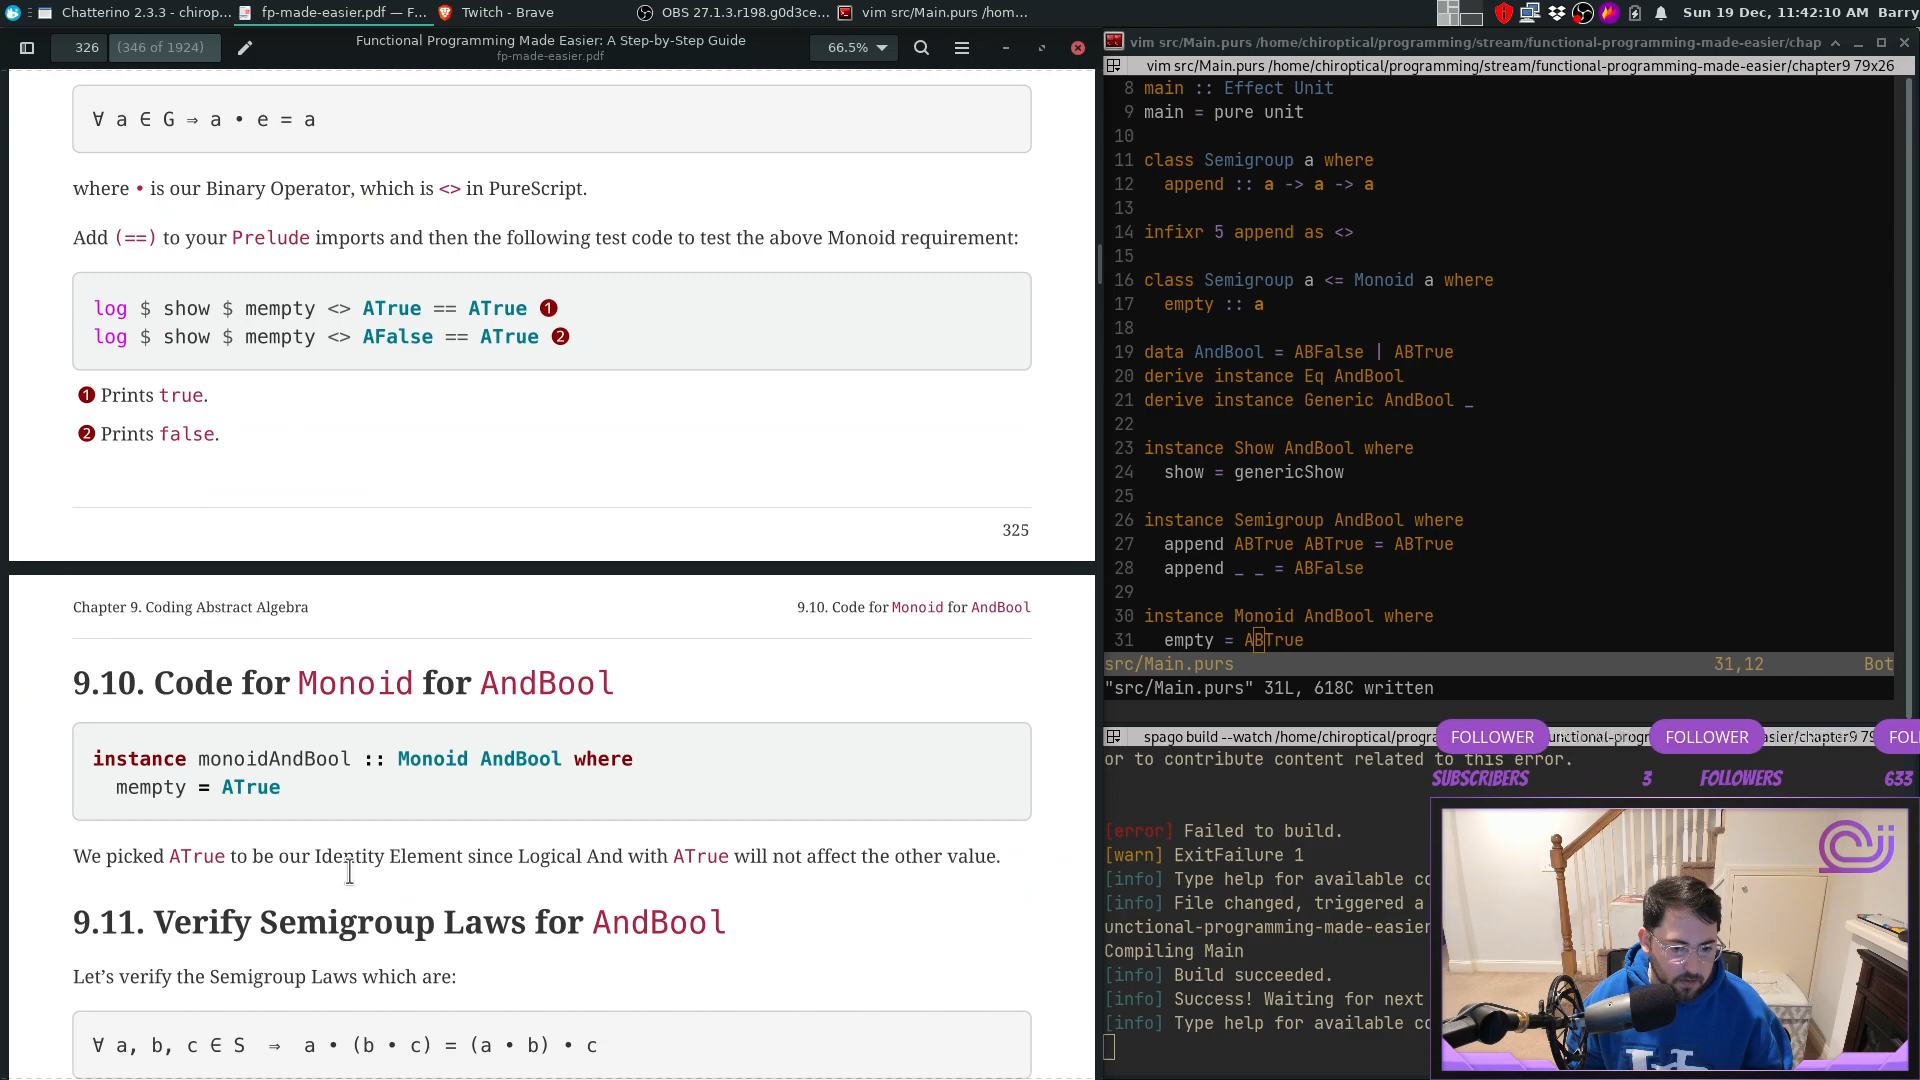 Chatterino 2.3.3 - chirop...
fp-made-easier.pdf — F...
Twitch - Brave
OBS 27.1.3.r198.g0d3ce...
vim src/Main.purs /hom...
Sun 19 Dec, 11:42:10 AM Barry
326 (346 of 1924)
Functional Programming Made Easier: A Step-by-Step Guide
fp-made-easier.pdf
66.5%
∀ a ∈ G ⇒ a • e = a
where • is our Binary Operator, which is <> in PureScript.
Add (==) to your Prelude imports and then the following test code to test the above Monoid requirement:
log $ show $ mempty <> ATrue == ATrue ❶
log $ show $ mempty <> AFalse == ATrue ❷
❶ Prints true.
❷ Prints false.
325
Chapter 9. Coding Abstract Algebra
9.10. Code for Monoid for AndBool
9.10. Code for Monoid for AndBool
instance monoidAndBool :: Monoid AndBool where
mempty = ATrue
We picked ATrue to be our Identity Element since Logical And with ATrue will not affect the other value.
9.11. Verify Semigroup Laws for AndBool
Let's verify the Semigroup Laws which are:
∀ a, b, c ∈ S ⇒ a • (b • c) = (a • b) • c
vim src/Main.purs /home/chiroptical/programming/stream/functional-programming-made-easier/chap
vim src/Main.purs /home/chiroptical/programming/stream/functional-programming-made-easier/chapter9 79x26
8 main :: Effect Unit
9 main = pure unit
10
11 class Semigroup a where
12 append :: a -> a -> a
13
14 infixr 5 append as <>
15
16 class Semigroup a <= Monoid a where
17 empty :: a
18
19 data AndBool = ABFalse | ABTrue
20 derive instance Eq AndBool
21 derive instance Generic AndBool _
22
23 instance Show AndBool where
24 show = genericShow
25
26 instance Semigroup AndBool where
27 append ABTrue ABTrue = ABTrue
28 append _ _ = ABFalse
29
30 instance Monoid AndBool where
31 empty = ABTrue
src/Main.purs 31,12 Bot
"src/Main.purs" 31L, 618C written
spago build --watch /home/chiroptical/progra
FOLLOWER
FOLLOWER
FOL
or to contribute content related to this error.
SUBSCRIBERS 3 FOLLOWERS 633
[error] Failed to build.
[warn] ExitFailure 1
[info] Type help for available co
[info] File changed, triggered a
unctional-programming-made-easier
Compiling Main
[info] Build succeeded.
[info] Success! Waiting for next
[info] Type help for available co